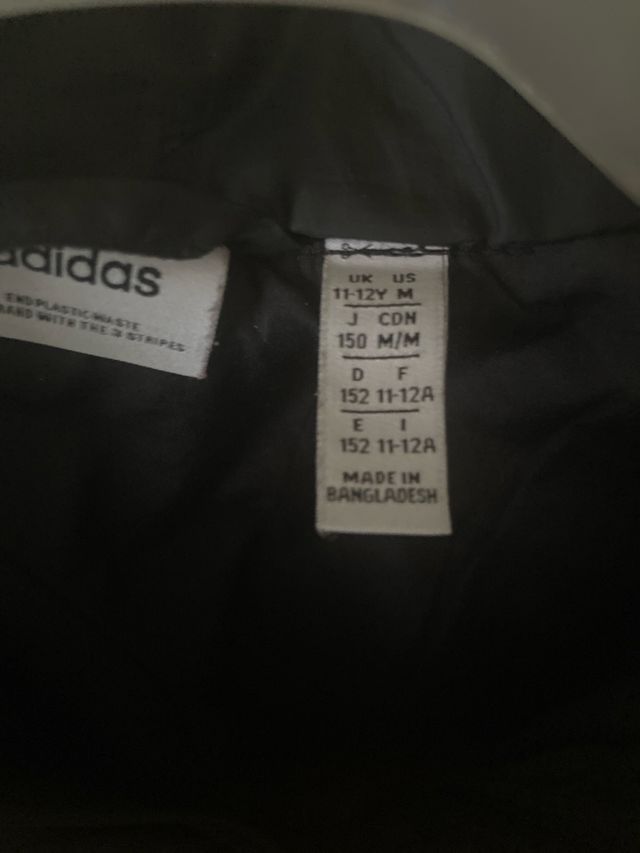 adidas
END PLASTIC WASTE
BRAND WITH THE 3 STRIPES
UK US
11-12Y M
J CDN
150 M/M
D F
152 11-12A
E I
152 11-12A
MADE IN
BANGLADESH